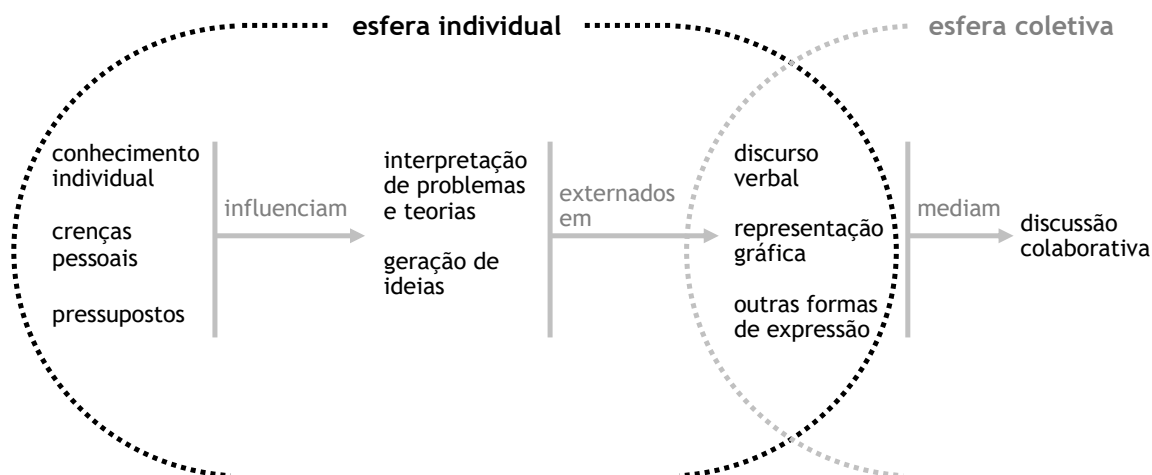 esfera individual
esfera coletiva
conhecimento
individual
crenças
pessoais
pressupostos
influenciam
interpretação
de problemas
e teorias
geração de
ideias
externados
em
discurso
verbal
representação
gráfica
outras formas
de expressão
mediam
discussão
colaborativa